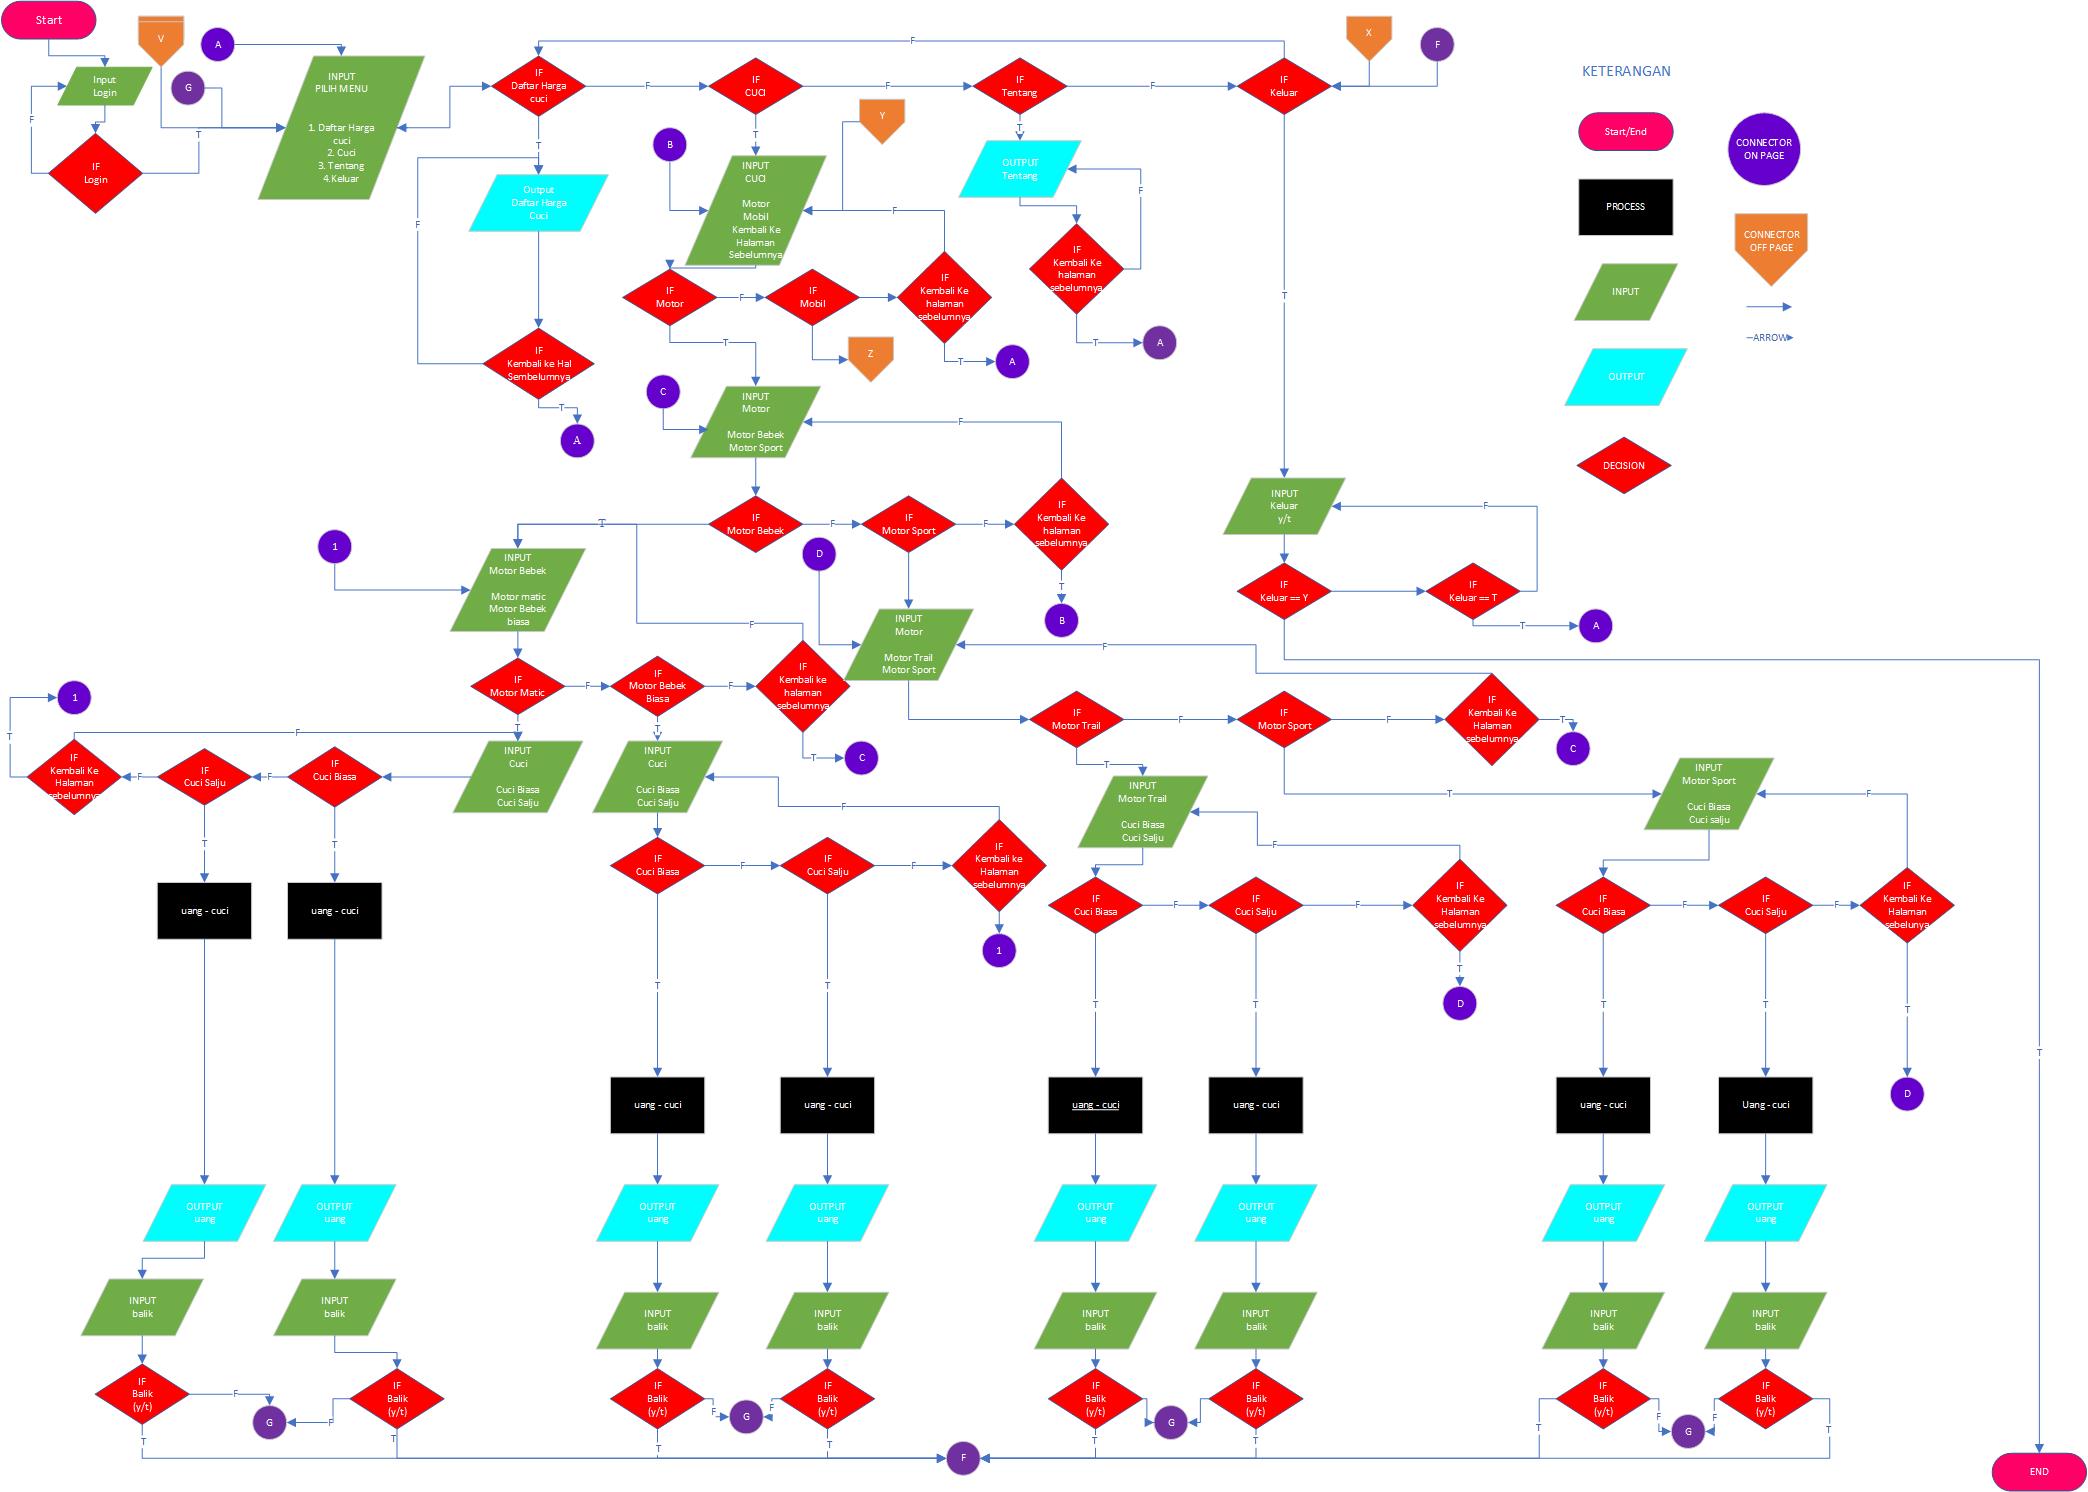 Start
V
A
G
Input
Login
F
IF
Login
T
INPUT
PILIH MENU
1. Daftar Harga
cuci
2. Cuci
3. Tentang
4.Keluar
F
IF
Daftar Harga
cuci
F
IF
CUCI
F
IF
Tentang
F
IF
Keluar
X
F
T
Output
Daftar Harga
Cuci
F
IF
Kembali ke Hal
Sembelumnya
T
A
T
B
Y
INPUT
CUCI
Motor
Mobil
Kembali Ke
Halaman
Sebelumnya
F
IF
Motor
F
IF
Mobil
IF
Kembali Ke
halaman
sebelumnya
T
Z
T
A
T
OUTPUT
Tentang
F
IF
Kembali Ke
halaman
sebelumnya
T
A
T
KETERANGAN
Start/End
CONNECTOR
ON PAGE
PROCESS
CONNECTOR
OFF PAGE
INPUT
ARROW
OUTPUT
DECISION
C
INPUT
Motor
Motor Bebek
Motor Sport
F
T
IF
Motor Bebek
F
IF
Motor Sport
F
IF
Kembali Ke
halaman
sebelumnya
T
B
INPUT
Keluar
y/t
F
IF
Keluar == Y
IF
Keluar == T
T
A
1
INPUT
Motor Bebek
Motor matic
Motor Bebek
biasa
D
F
INPUT
Motor
Motor Trail
Motor Sport
F
IF
Motor Matic
F
IF
Motor Bebek
Biasa
F
IF
Kembali ke
halaman
sebelumnya
T
C
IF
Motor Trail
F
IF
Motor Sport
F
IF
Kembali Ke
Halaman
sebelumnya
T
C
1
T
F
T
T
IF
Kembali Ke
Halaman
sebelumnya
F
IF
Cuci Salju
F
IF
Cuci Biasa
INPUT
Cuci
Cuci Biasa
Cuci Salju
INPUT
Cuci
Cuci Biasa
Cuci Salju
F
T
INPUT
Motor Trail
Cuci Biasa
Cuci Salju
F
T
INPUT
Motor Sport
Cuci Biasa
Cuci salju
F
T
T
IF
Cuci Biasa
F
IF
Cuci Salju
F
IF
Kembali ke
Halaman
sebelumnya
1
IF
Cuci Biasa
F
IF
Cuci Salju
F
IF
Kembali Ke
Halaman
sebelumnya
T
D
IF
Cuci Biasa
F
IF
Cuci Salju
F
IF
Kembali Ke
Halaman
sebelunya
T
D
uang - cuci
uang - cuci
T
T
T
T
T
T
T
uang - cuci
uang - cuci
uang - cuci
uang - cuci
uang - cuci
Uang - cuci
OUTPUT
uang
OUTPUT
uang
OUTPUT
uang
OUTPUT
uang
OUTPUT
uang
OUTPUT
uang
OUTPUT
uang
OUTPUT
uang
INPUT
balik
INPUT
balik
INPUT
balik
INPUT
balik
INPUT
balik
INPUT
balik
INPUT
balik
INPUT
balik
IF
Balik
(y/t)
F
G
F
IF
Balik
(y/t)
IF
Balik
(y/t)
F
G
F
IF
Balik
(y/t)
IF
Balik
(y/t)
G
IF
Balik
(y/t)
IF
Balik
(y/t)
F
G
F
IF
Balik
(y/t)
T
T
T
T
T
T
T
T
F
END